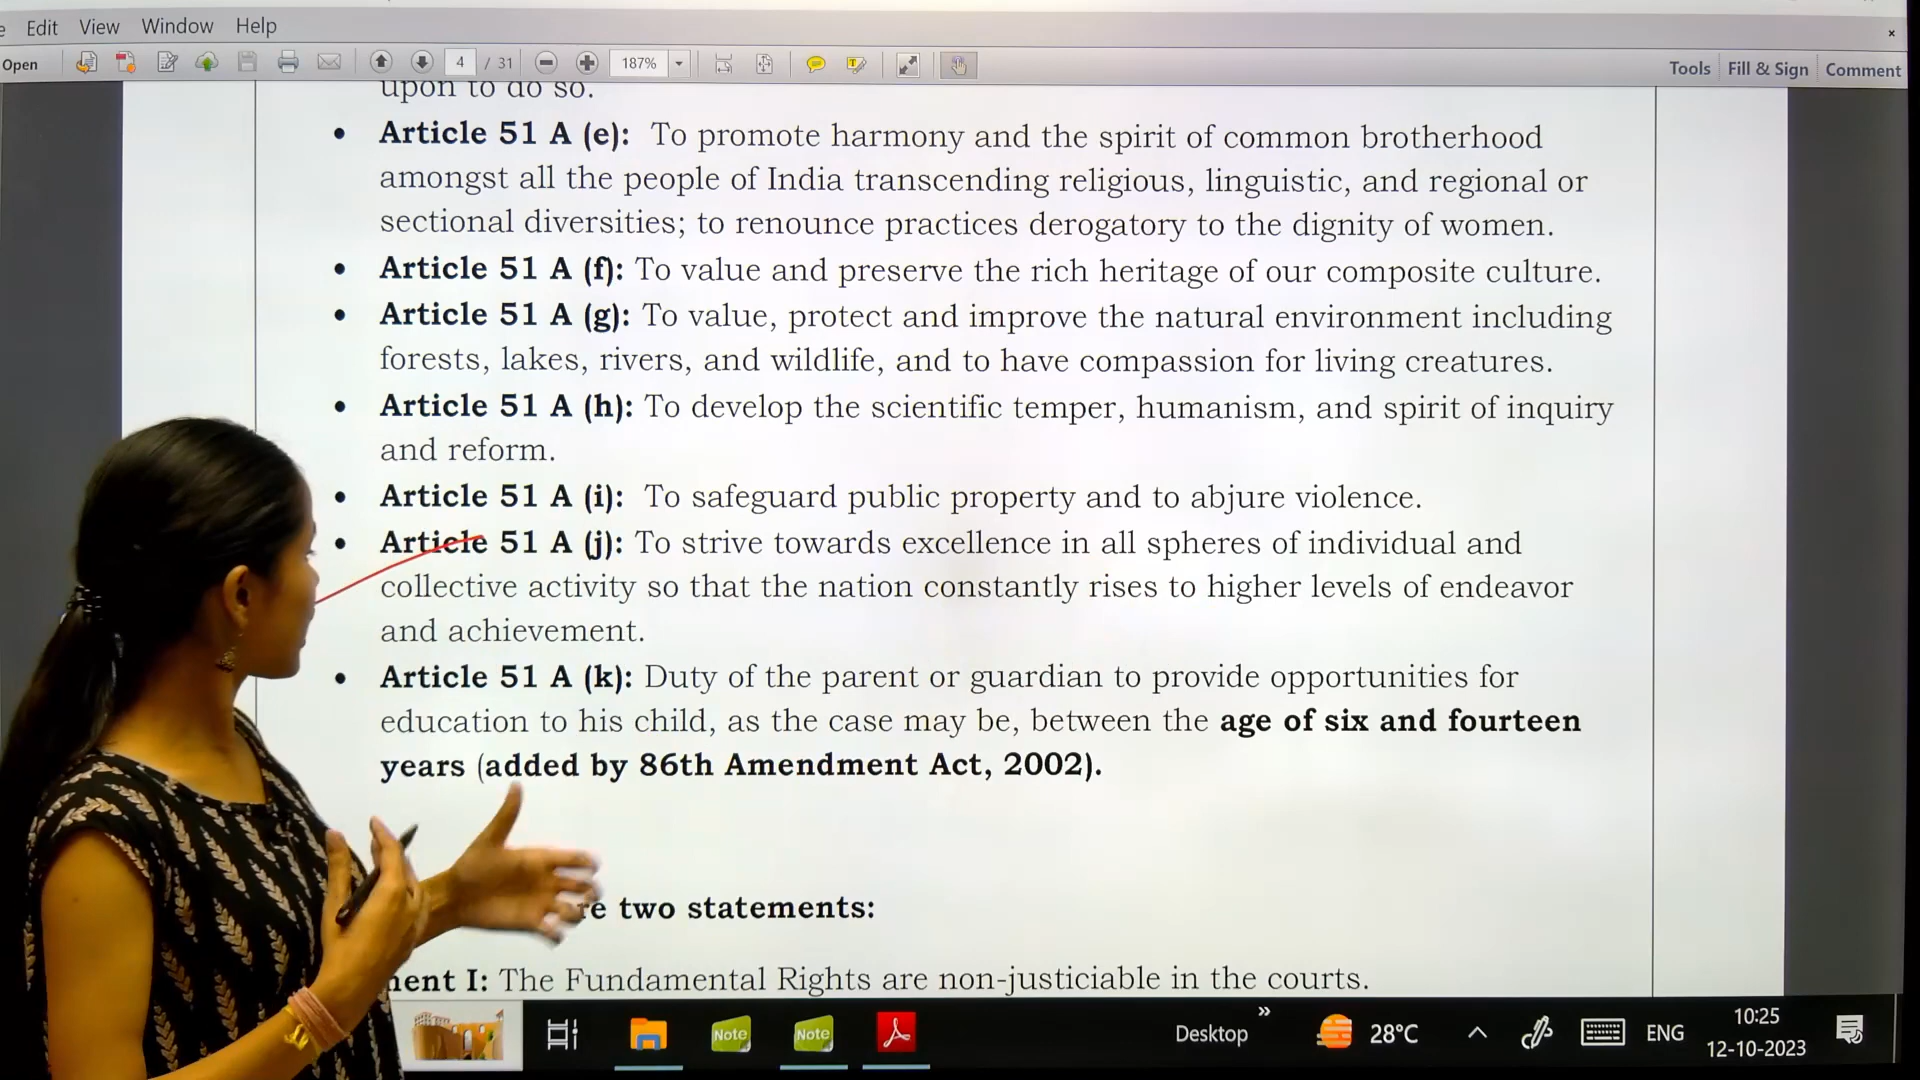 Edit View Window Help
Open 4 / 31 187% Tools Fill & Sign Comment
upon to do so.
• Article 51 A (e): To promote harmony and the spirit of common brotherhood
amongst all the people of India transcending religious, linguistic, and regional or
sectional diversities; to renounce practices derogatory to the dignity of women.
• Article 51 A (f): To value and preserve the rich heritage of our composite culture.
• Article 51 A (g): To value, protect and improve the natural environment including
forests, lakes, rivers, and wildlife, and to have compassion for living creatures.
• Article 51 A (h): To develop the scientific temper, humanism, and spirit of inquiry
and reform.
• Article 51 A (i): To safeguard public property and to abjure violence.
• Article 51 A (j): To strive towards excellence in all spheres of individual and
collective activity so that the nation constantly rises to higher levels of endeavor
and achievement.
• Article 51 A (k): Duty of the parent or guardian to provide opportunities for
education to his child, as the case may be, between the age of six and fourteen
years (added by 86th Amendment Act, 2002).
two statements:
I: The Fundamental Rights are non-justiciable in the courts.
Note Note Desktop 28°C ENG 10:25
12-10-2023